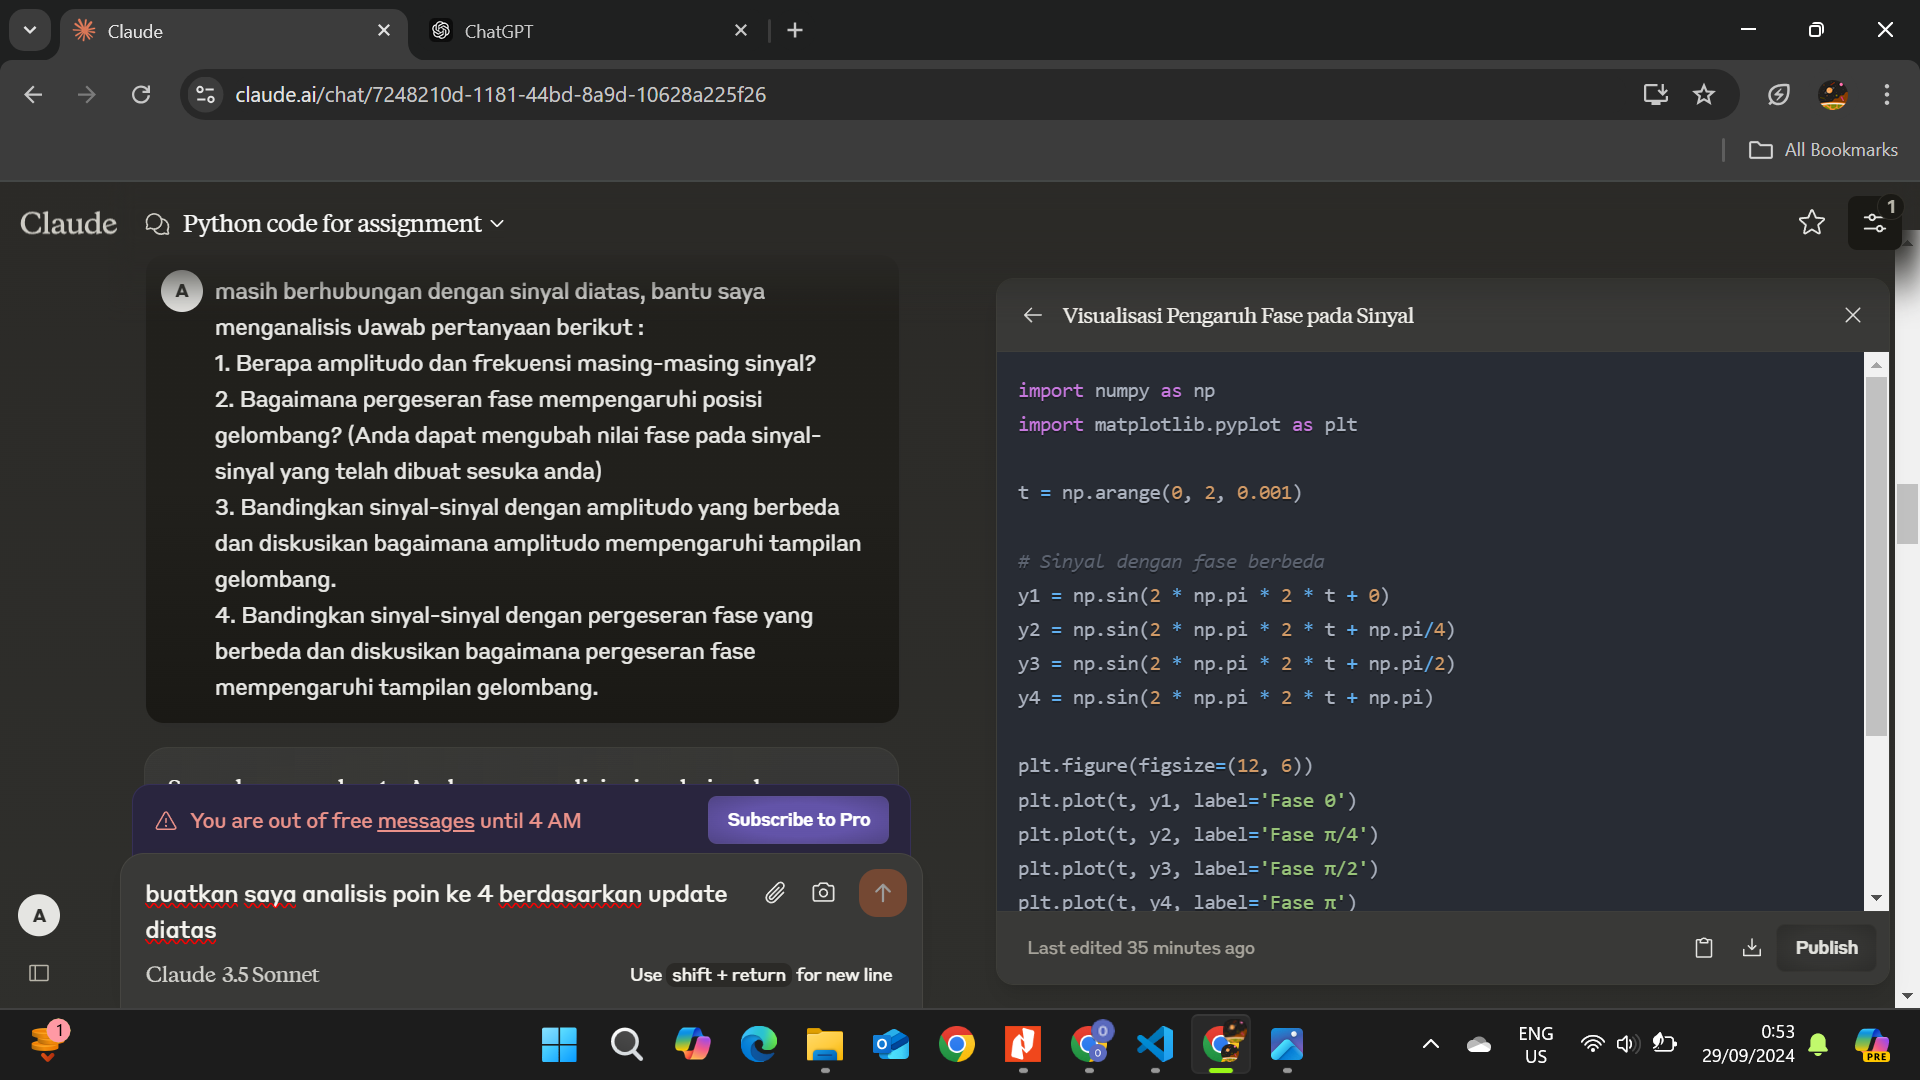 Claude
ChatGPT
claude.ai/chat/7248210d-1181-44bd-8a9d-10628a225f26
All Bookmarks
Claude
Python code for assignment
1
A
masih berhubungan dengan sinyal diatas, bantu saya
menganalisis Jawab pertanyaan berikut :
1. Berapa amplitudo dan frekuensi masing-masing sinyal?
2. Bagaimana pergeseran fase mempengaruhi posisi
gelombang? (Anda dapat mengubah nilai fase pada sinyal-
sinyal yang telah dibuat sesuka anda)
3. Bandingkan sinyal-sinyal dengan amplitudo yang berbeda
dan diskusikan bagaimana amplitudo mempengaruhi tampilan
gelombang.
4. Bandingkan sinyal-sinyal dengan pergeseran fase yang
berbeda dan diskusikan bagaimana pergeseran fase
mempengaruhi tampilan gelombang.
You are out of free messages until 4 AM
Subscribe to Pro
buatkan saya analisis poin ke 4 berdasarkan update
diatas
Claude 3.5 Sonnet
Use shift + return for new line
A
Visualisasi Pengaruh Fase pada Sinyal
import numpy as np
import matplotlib.pyplot as plt
t = np.arange(0, 2, 0.001)
# Sinyal dengan fase berbeda
y1 = np.sin(2 * np.pi * 2 * t + 0)
y2 = np.sin(2 * np.pi * 2 * t + np.pi/4)
y3 = np.sin(2 * np.pi * 2 * t + np.pi/2)
y4 = np.sin(2 * np.pi * 2 * t + np.pi)
plt.figure(figsize=(12, 6))
plt.plot(t, y1, label='Fase 0')
plt.plot(t, y2, label='Fase π/4')
plt.plot(t, y3, label='Fase π/2')
plt.plot(t, y4, label='Fase π')
Last edited 35 minutes ago
Publish
1
0
0
ENG
US
0:53
29/09/2024
PRE